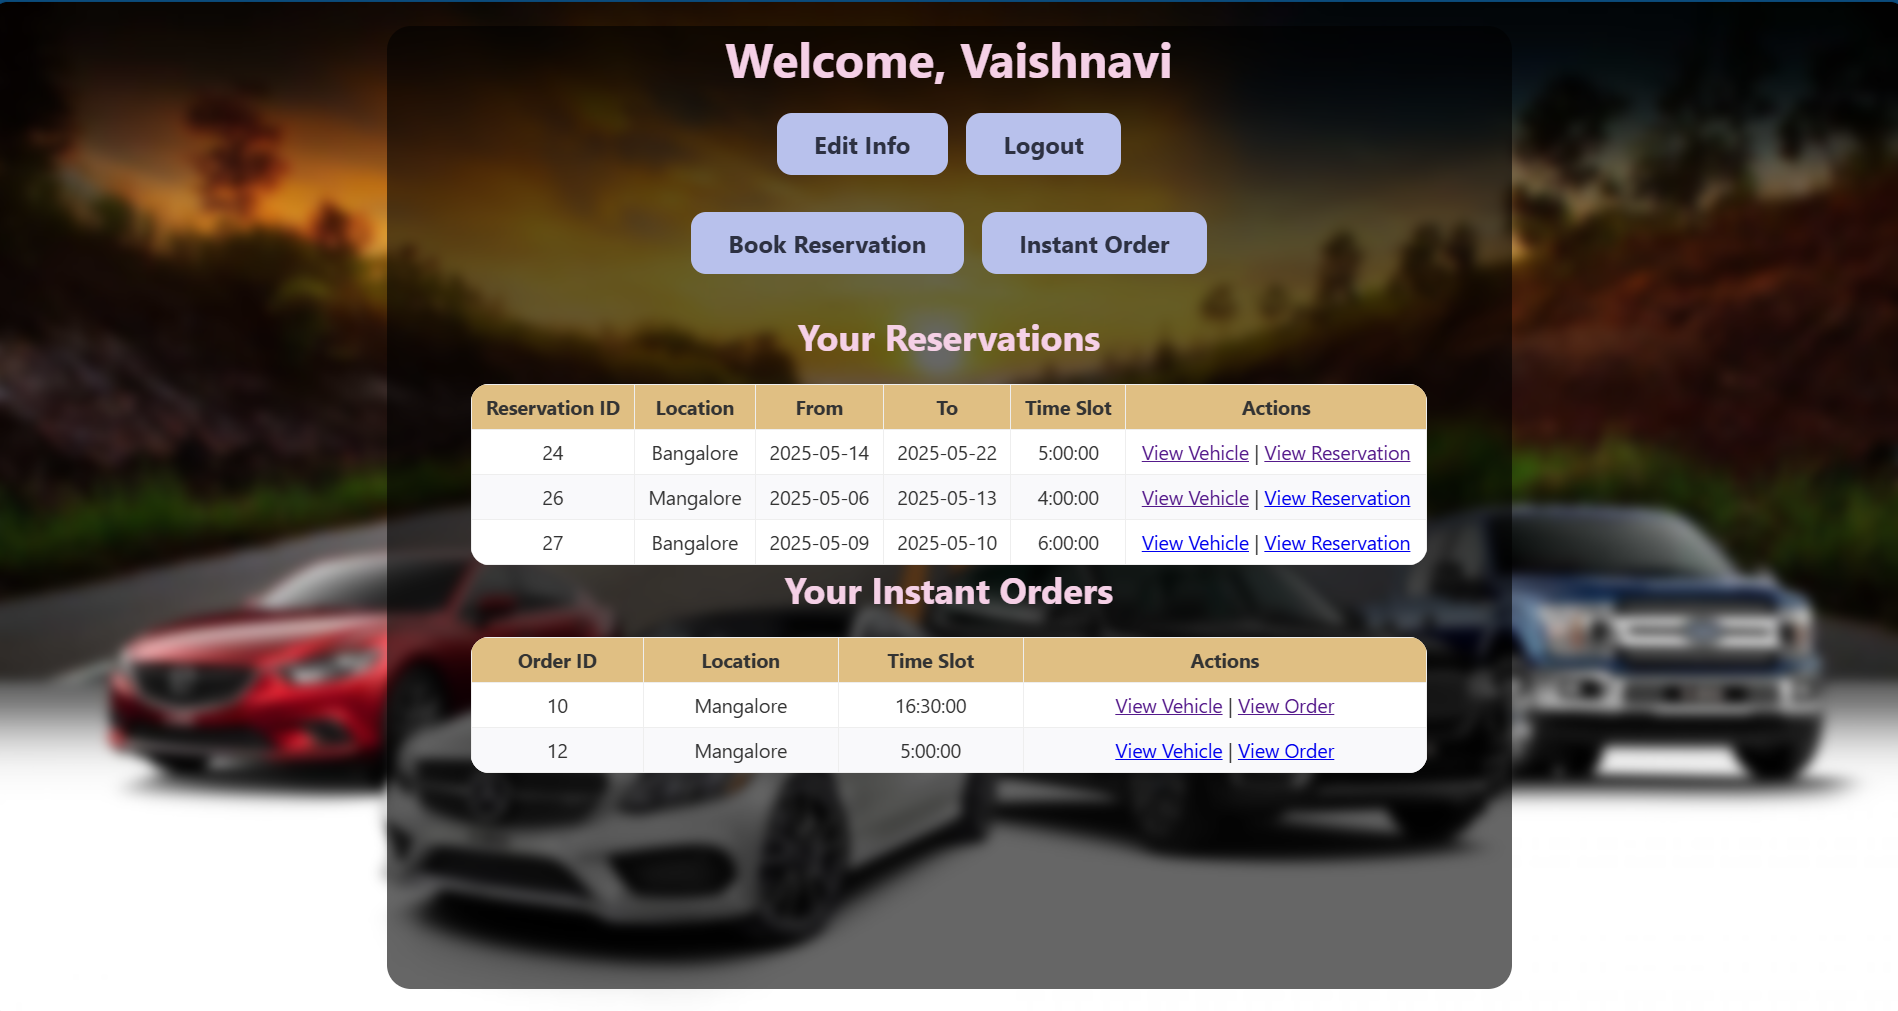 Welcome, Vaishnavi
Edit Info Logout
Book Reservation Instant Order
Your Reservations
Reservation ID Location From To Time Slot Actions
24 Bangalore 2025-05-14 2025-05-22 5:00:00 View Vehicle | View Reservation
26 Mangalore 2025-05-06 2025-05-13 4:00:00 View Vehicle | View Reservation
27 Bangalore 2025-05-09 2025-05-10 6:00:00 View Vehicle | View Reservation
Your Instant Orders
Order ID Location Time Slot Actions
10 Mangalore 16:30:00 View Vehicle | View Order
12 Mangalore 5:00:00 View Vehicle | View Order